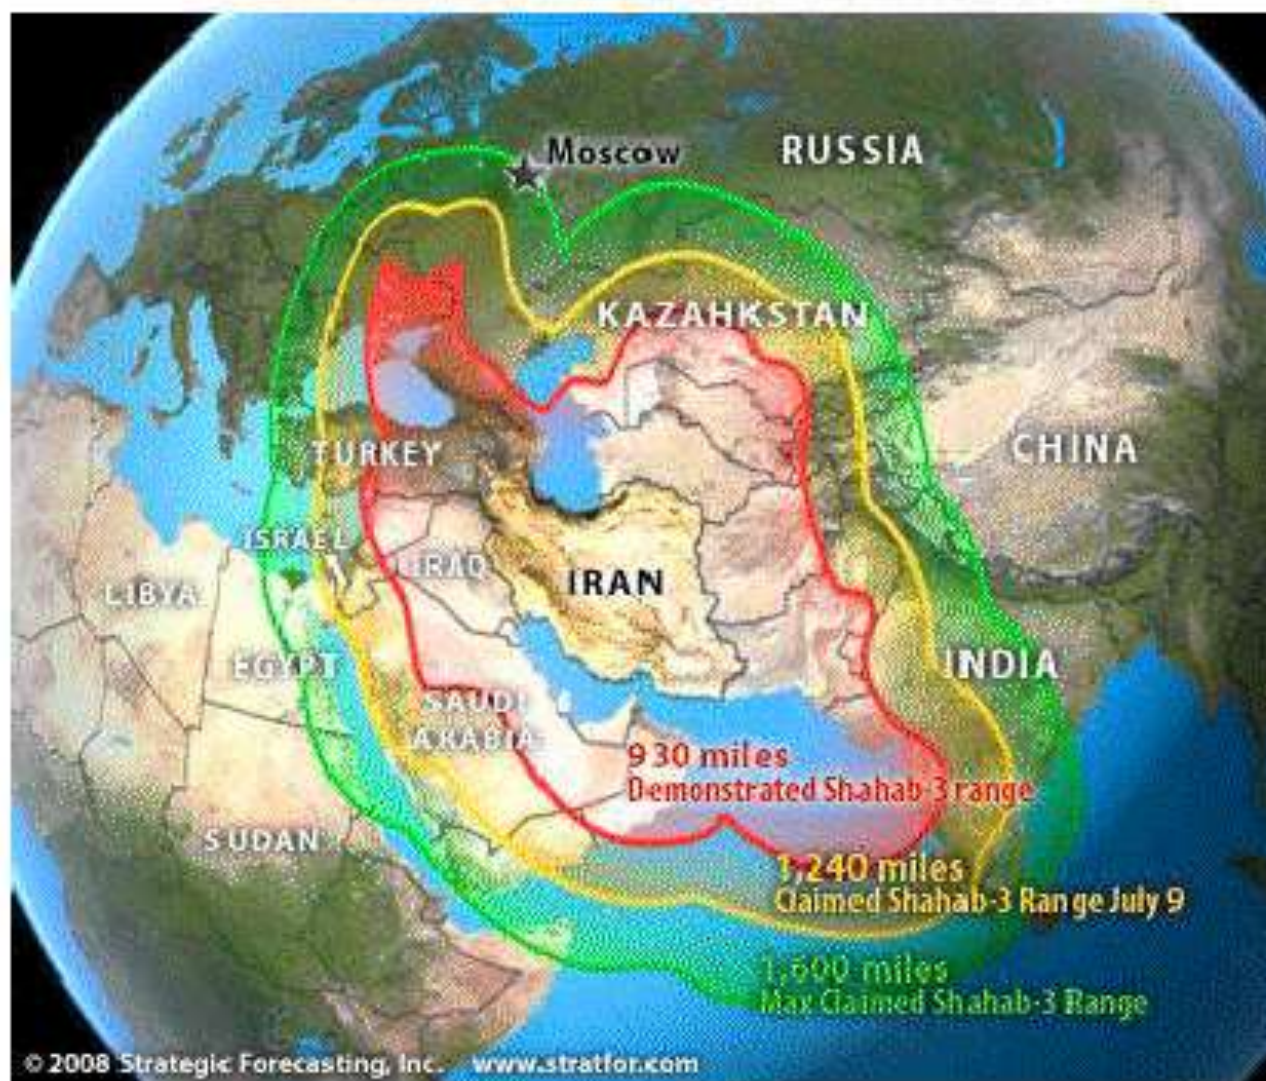 Moscow
RUSSIA
KAZAHKSTAN
TURKEY
CHINA
ISRAEL
IRAQ
IRAN
LIBYA
EGYPT
INDIA
SAUDI
ARABIA
930 miles
Demonstrated Shahab-3 range
SUDAN
1,240 miles
Claimed Shahab-3 Range July 9
1,600 miles
Max Claimed Shahab-3 Range
© 2008 Strategic Forecasting, Inc. www.stratfor.com